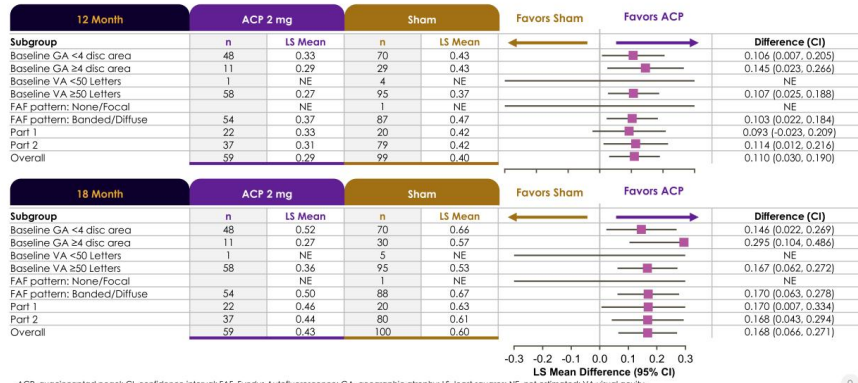 12 Month ACP 2 mg Sham Favors Sham Favors ACP
Subgroup n LS Mean n LS Mean Difference (CI)
Baseline GA <4 disc area 48 0.33 70 0.43 0.106 (0.007, 0.205)
Baseline GA ≥4 disc area 11 0.29 29 0.43 0.145 (0.023, 0.266)
Baseline VA <50 Letters 1 NE 4 NE NE
Baseline VA ≥50 Letters 58 0.27 95 0.37 0.107 (0.025, 0.188)
FAF pattern: None/Focal NE 1 NE NE
FAF pattern: Banded/Diffuse 54 0.37 87 0.47 0.103 (0.022, 0.184)
Part 1 22 0.33 20 0.42 0.093 (-0.023, 0.209)
Part 2 37 0.31 79 0.42 0.114 (0.012, 0.216)
Overall 59 0.29 99 0.40 0.110 (0.030, 0.190)
18 Month ACP 2 mg Sham Favors Sham Favors ACP
Subgroup n LS Mean n LS Mean Difference (CI)
Baseline GA <4 disc area 48 0.52 70 0.66 0.146 (0.022, 0.269)
Baseline GA ≥4 disc area 11 0.27 30 0.57 0.295 (0.104, 0.486)
Baseline VA <50 Letters 1 NE 5 NE NE
Baseline VA ≥50 Letters 58 0.36 95 0.53 0.167 (0.062, 0.272)
FAF pattern: None/Focal NE 1 NE NE
FAF pattern: Banded/Diffuse 54 0.50 88 0.67 0.170 (0.063, 0.278)
Part 1 22 0.46 20 0.63 0.170 (0.007, 0.334)
Part 2 37 0.44 80 0.61 0.168 (0.043, 0.294)
Overall 59 0.43 100 0.60 0.168 (0.066, 0.271)
-0.3 -0.3 -0.1 0.0 0.1 0.2 0.3
LS Mean Difference (95% CI)